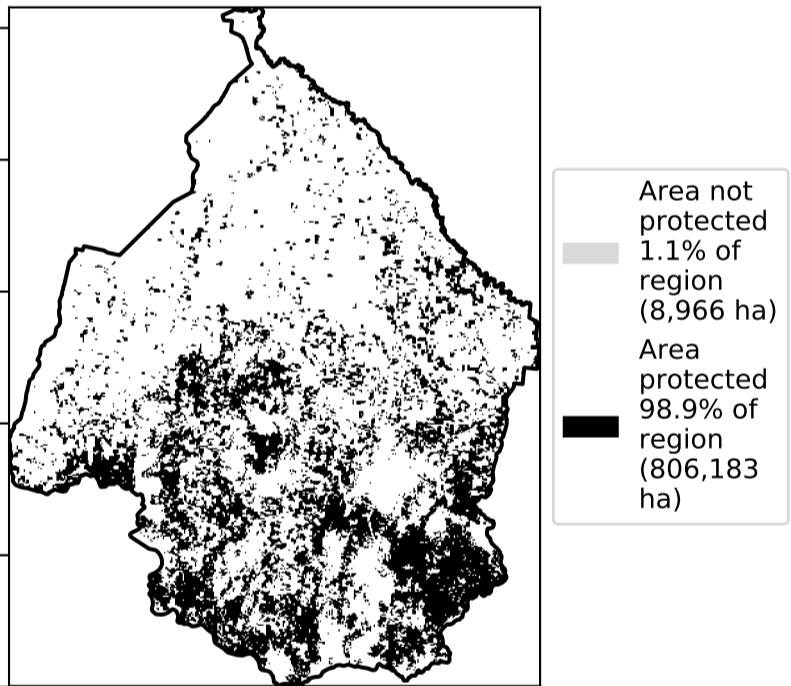 Area not
protected
1.1% of
region
(8,966 ha)
Area
protected
98.9% of
region
(806,183
ha)